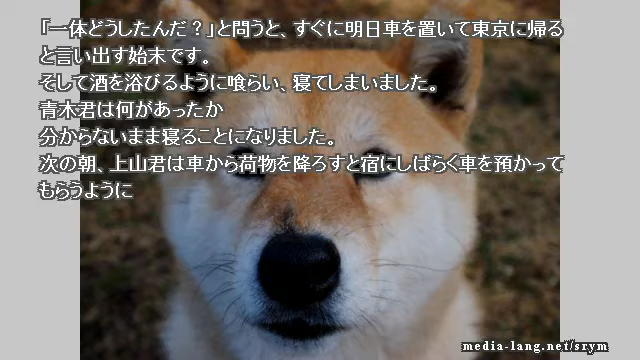 「一体どうしたんだ？」と問うと、すぐに明日車を置いて東京に帰る
と言い出す始末です。
そして酒を浴びるように喰らい、寝てしまいました。
青木君は何があったか
分からないまま寝ることになりました。
次の朝、上山君は車から荷物を降ろすと宿にしばらく車を預かって
もらうように
media-lang.net/srym